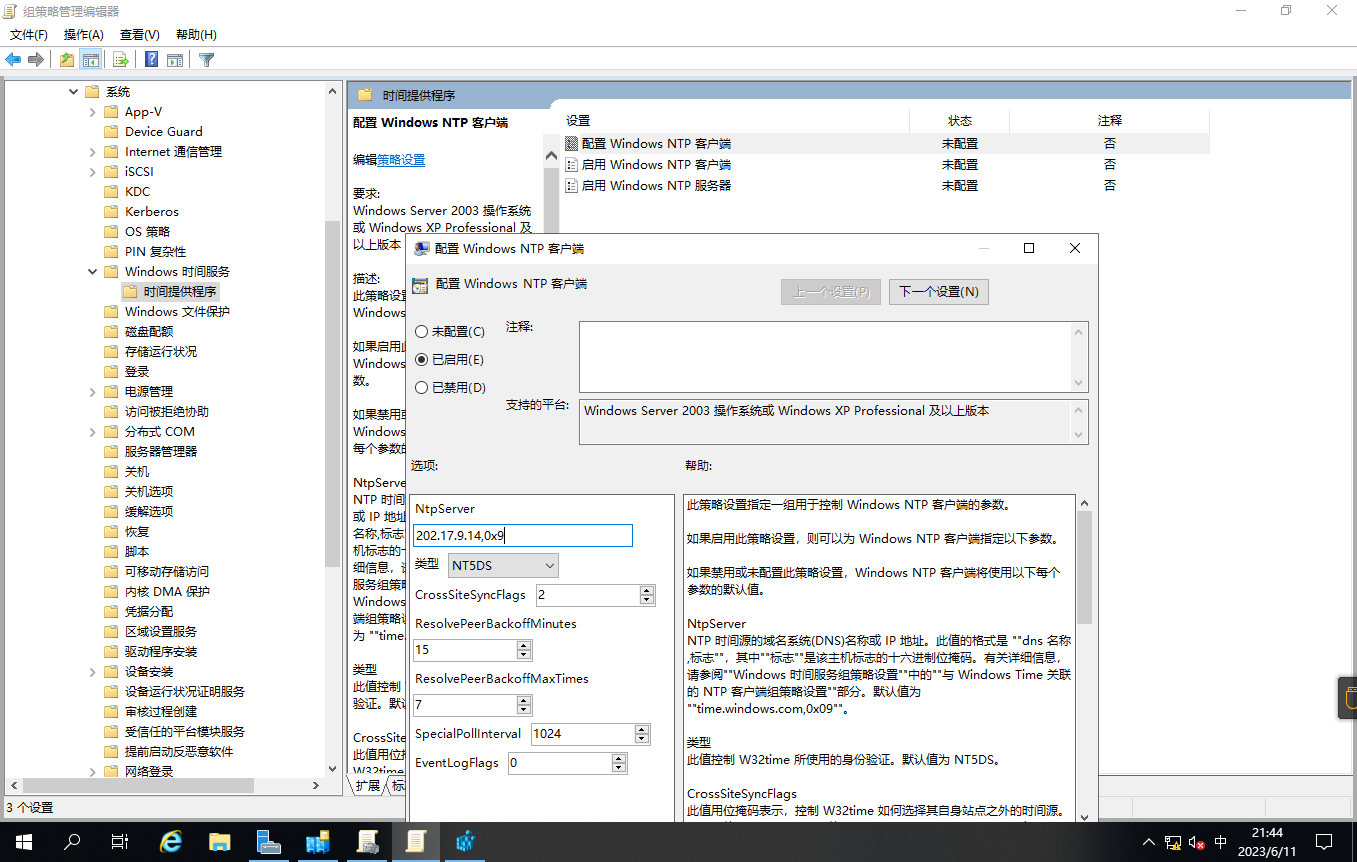 组策略管理编辑器
文件(F) 操作(A) 查看(V) 帮助(H)
系统
App-V
Device Guard
Internet 通信管理
iSCSI
KDC
Kerberos
OS 策略
PIN 复杂性
Windows 时间服务
时间提供程序
Windows 文件保护
磁盘配额
存储运行状况
登录
电源管理
访问被拒绝协助
分布式 COM
服务器管理器
关机
关机选项
缓解选项
恢复
脚本
可移动存储访问
内核 DMA 保护
凭据分配
区域设置服务
驱动程序安装
设备安装
设备运行状况证明服务
审核过程创建
受信任的平台模块服务
提前启动反恶意软件
网络登录
3 个设置
时间提供程序
配置 Windows NTP 客户端
编辑策略设置
要求:
Windows Server 2003 操作系统
或 Windows XP Professional 及
以上版本
描述:
此策略设置
Windows
如果启用此
Windows
数。
如果禁用或
Windows
每个参数的
NtpServer
NTP 时间
或 IP 地址
名称,标志
机标志的十
细信息，请
服务组策略
Windows
端组策略设
为 ""time.
类型
此值控制
验证。默认
CrossSite
此值用位掩
W32time
扩展
标
设置 状态 注释
配置 Windows NTP 客户端 未配置 否
启用 Windows NTP 客户端 未配置 否
启用 Windows NTP 服务器 未配置 否
配置 Windows NTP 客户端
配置 Windows NTP 客户端
上一个设置(P) 下一个设置(N)
未配置(C)
已启用(E)
已禁用(D)
注释:
支持的平台:
Windows Server 2003 操作系统或 Windows XP Professional 及以上版本
选项:
帮助:
NtpServer
202.17.9.14,0x9
类型 NT5DS
CrossSiteSyncFlags 2
ResolvePeerBackoffMinutes
15
ResolvePeerBackoffMaxTimes
7
SpecialPollInterval 1024
EventLogFlags 0
此策略设置指定一组用于控制 Windows NTP 客户端的参数。
如果启用此策略设置，则可以为 Windows NTP 客户端指定以下参数。
如果禁用或未配置此策略设置，Windows NTP 客户端将使用以下每个
参数的默认值。
NtpServer
NTP 时间源的域名系统(DNS)名称或 IP 地址。此值的格式是 ""dns 名称
,标志""，其中""标志""是该主机标志的十六进制位掩码。有关详细信息，
请参阅""Windows 时间服务组策略设置""中的""与 Windows Time 关联
的 NTP 客户端组策略设置""部分。默认值为
""time.windows.com,0x09""。
类型
此值控制 W32time 所使用的身份验证。默认值为 NT5DS。
CrossSiteSyncFlags
此值用位掩码表示，控制 W32time 如何选择其自身站点之外的时间源。
中
21:44
2023/6/11